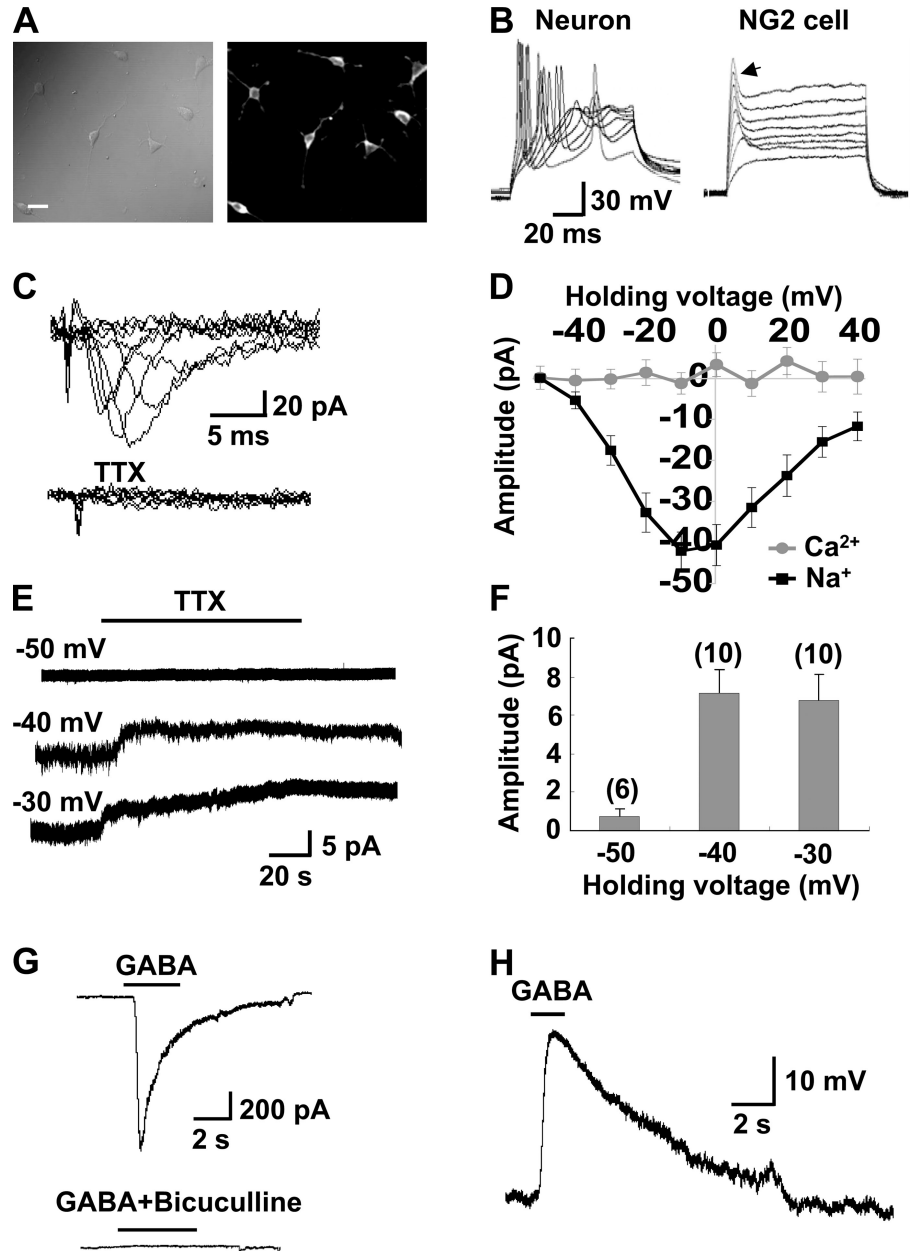 A
B
Neuron
NG2 cell
30 mV
20 ms
C
20 pA
5 ms
TTX
D
Holding voltage (mV)
-40 -20 0 20 40
Amplitude (pA)
0
-10
-20
-30
-40
-50
Ca2+
Na+
E
TTX
-50 mV
-40 mV
-30 mV
5 pA
20 s
F
Amplitude (pA)
10
8
6
4
2
0
(6)
(10)
(10)
-50 -40 -30
Holding voltage (mV)
G
GABA
200 pA
2 s
GABA+Bicuculline
H
GABA
10 mV
2 s